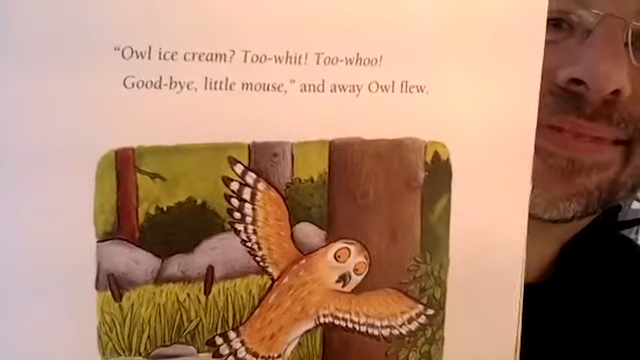 “Owl ice cream? Too-whit! Too-whoo!
Good-bye, little mouse,” and away Owl flew.